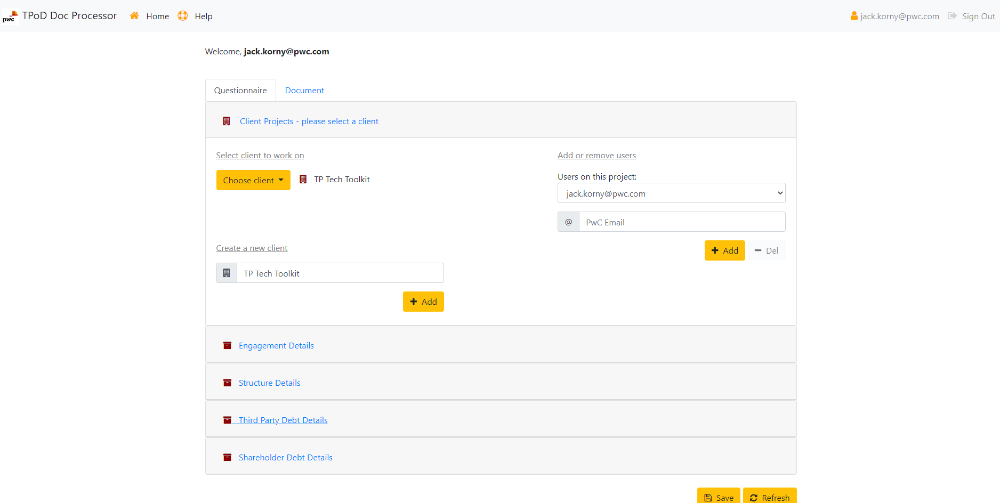 pwc TPoD Doc Processor Home Help jack.korny@pwc.com Sign Out
Welcome, jack.korny@pwc.com
Questionnaire Document
Client Projects - please select a client
Select client to work on
Choose client TP Tech Toolkit
Add or remove users
Users on this project:
jack.korny@pwc.com
@ PwC Email
Add Del
Create a new client
TP Tech Toolkit
Add
Engagement Details
Structure Details
Third Party Debt Details
Shareholder Debt Details
Save Refresh